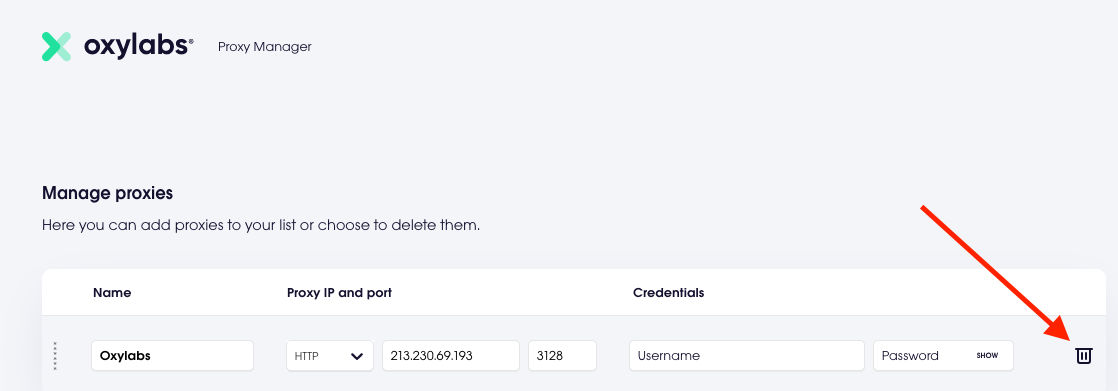 oxylabs® Proxy Manager
Manage proxies
Here you can add proxies to your list or choose to delete them.
Name Proxy IP and port Credentials
Oxylabs HTTP 213.230.69.193 3128 Username Password SHOW